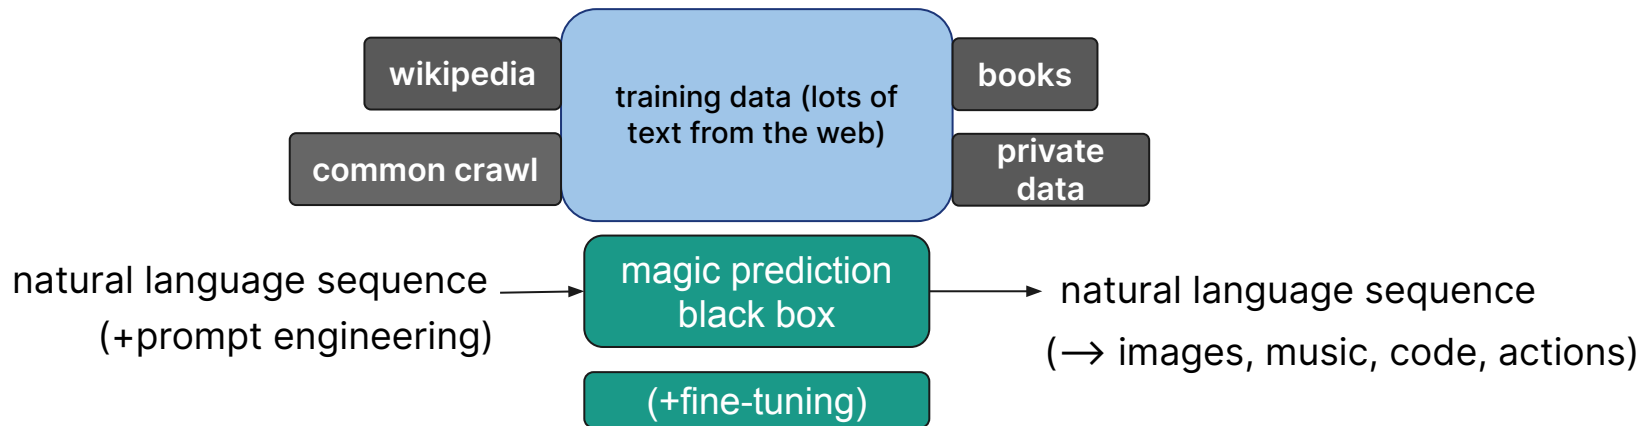 wikipedia
training data (lots of
text from the web)
books
common crawl
private
data
natural language sequence
(+prompt engineering)
magic prediction
black box
natural language sequence
(→ images, music, code, actions)
(+fine-tuning)